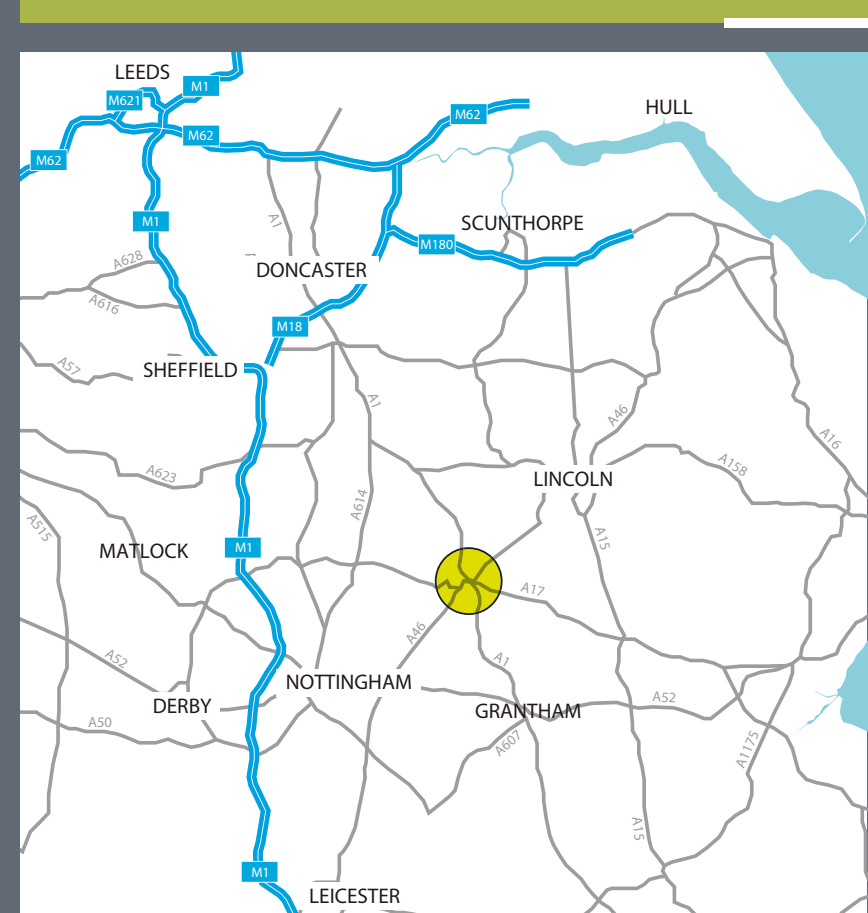 LEEDS
M1
M621
HULL
M62
M62
M62
M1
A1
SCUNTHORPE
M180
A628
DONCASTER
A616
M18
A57
SHEFFIELD
A1
A46
A16
A158
A623
LINCOLN
A614
A515
A15
MATLOCK
M1
A17
A46
A52
A1
NOTTINGHAM
DERBY
A52
GRANTHAM
A50
A607
A1175
A15
M1
LEICESTER